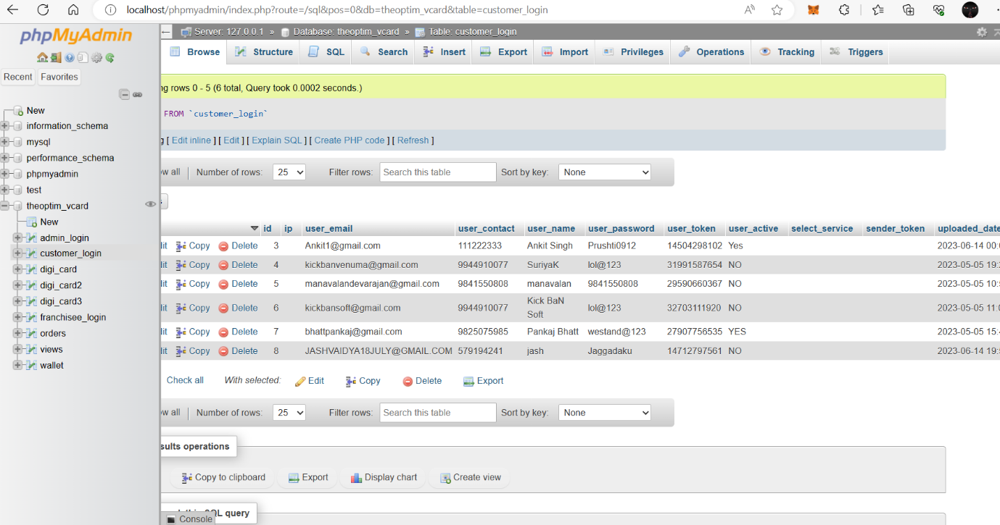 localhost/phpmyadmin/index.php?route=/sql&pos=0&db=theoptim_vcard&table=customer_login
phpMyAdmin
Recent Favorites
New
information_schema
mysql
performance_schema
phpmyadmin
test
theoptim_vcard
New
admin_login
customer_login
digi_card
digi_card2
digi_card3
franchisee_login
orders
views
wallet
Server: 127.0.0.1 » Database: theoptim_vcard » Table: customer_login
Browse Structure SQL Search Insert Export Import Privileges Operations Tracking Triggers
ng rows 0 - 5 (6 total, Query took 0.0002 seconds.)
FROM `customer_login`
g [ Edit inline ] [ Edit ] [ Explain SQL ] [ Create PHP code ] [ Refresh ]
ow all Number of rows: 25 Filter rows: Search this table Sort by key: None
id ip user_email user_contact user_name user_password user_token user_active select_service sender_token uploaded_date
lit Copy Delete 3 Ankit1@gmail.com 111222333 Ankit Singh Prushti0912 14504298102 Yes 2023-06-14 00:
lit Copy Delete 4 kickbanvenuma@gmail.com 9944910077 SuriyaK lol@123 31991587654 NO 2023-05-05 19:
lit Copy Delete 5 manavalandevarajan@gmail.com 9841550808 manavalan 9841550808 29590660367 NO 2023-05-05 10:
lit Copy Delete 6 kickbansoft@gmail.com 9944910077 Kick BaN Soft lol@123 32703111920 NO 2023-05-05 11:
lit Copy Delete 7 bhattpankaj@gmail.com 9825075985 Pankaj Bhatt westand@123 27907756535 YES 2023-05-05 15:
lit Copy Delete 8 JASHVAIDYA18JULY@GMAIL.COM 579194241 jash Jaggadaku 14712797561 NO 2023-06-14 19:
Check all With selected: Edit Copy Delete Export
ow all Number of rows: 25 Filter rows: Search this table Sort by key: None
sults operations
Copy to clipboard Export Display chart Create view
this SQL query
Console